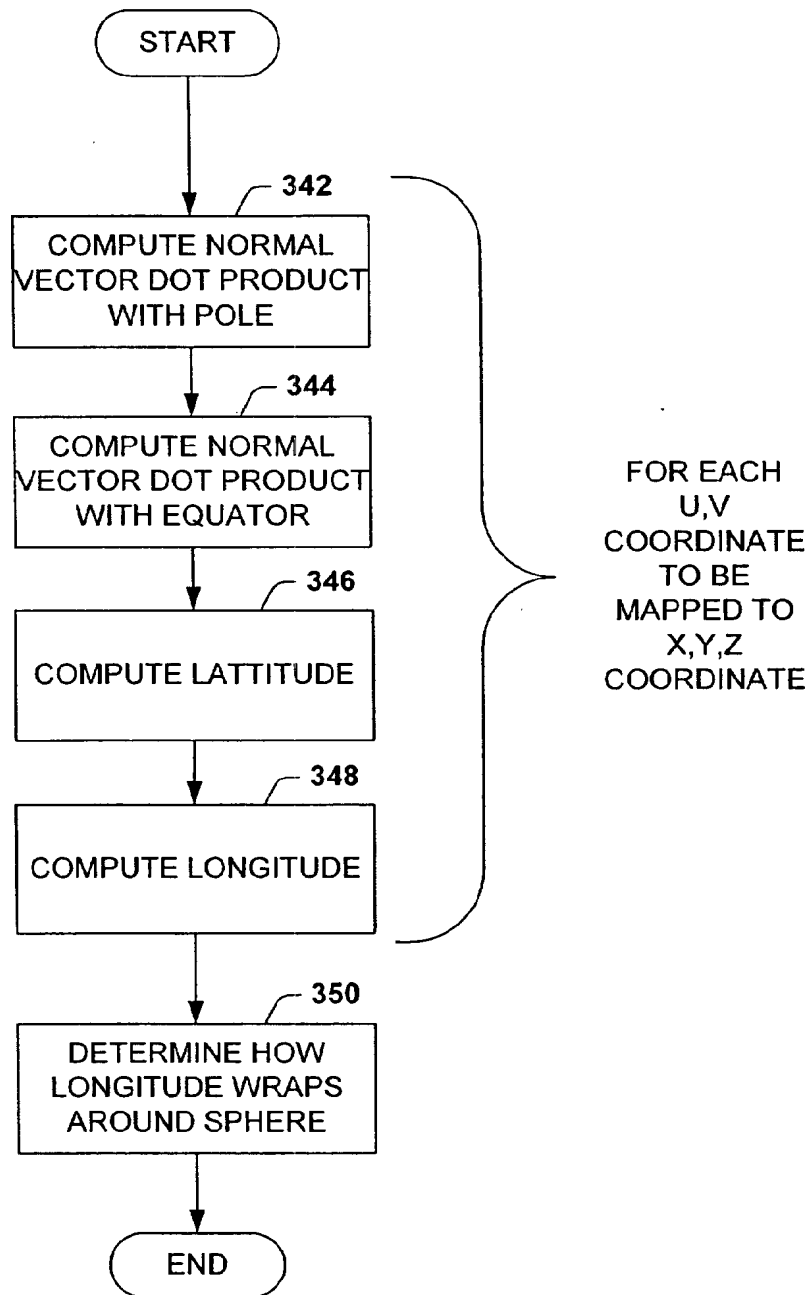 START
342
COMPUTE NORMAL
VECTOR DOT PRODUCT
WITH POLE
344
COMPUTE NORMAL
VECTOR DOT PRODUCT
WITH EQUATOR
346
COMPUTE LATTITUDE
348
COMPUTE LONGITUDE
FOR EACH
U,V
COORDINATE
TO BE
MAPPED TO
X,Y,Z
COORDINATE
350
DETERMINE HOW
LONGITUDE WRAPS
AROUND SPHERE
END